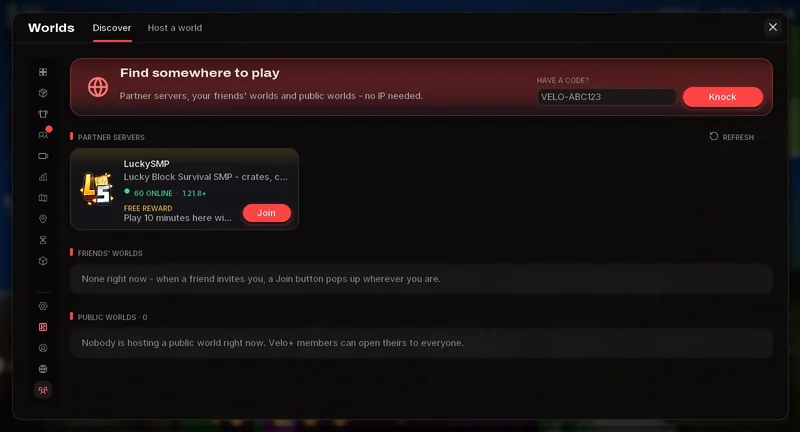 Worlds
Discover
Host a world
Find somewhere to play
Partner servers, your friends' worlds and public worlds - no IP needed.
HAVE A CODE?
VELO-ABC123
Knock
PARTNER SERVERS
REFRESH
LS
LuckySMP
Lucky Block Survival SMP - crates, c...
60 ONLINE · 1.21.8+
FREE REWARD
Play 10 minutes here wi...
Join
FRIENDS' WORLDS
None right now - when a friend invites you, a Join button pops up wherever you are.
PUBLIC WORLDS · 0
Nobody is hosting a public world right now. Velo+ members can open theirs to everyone.